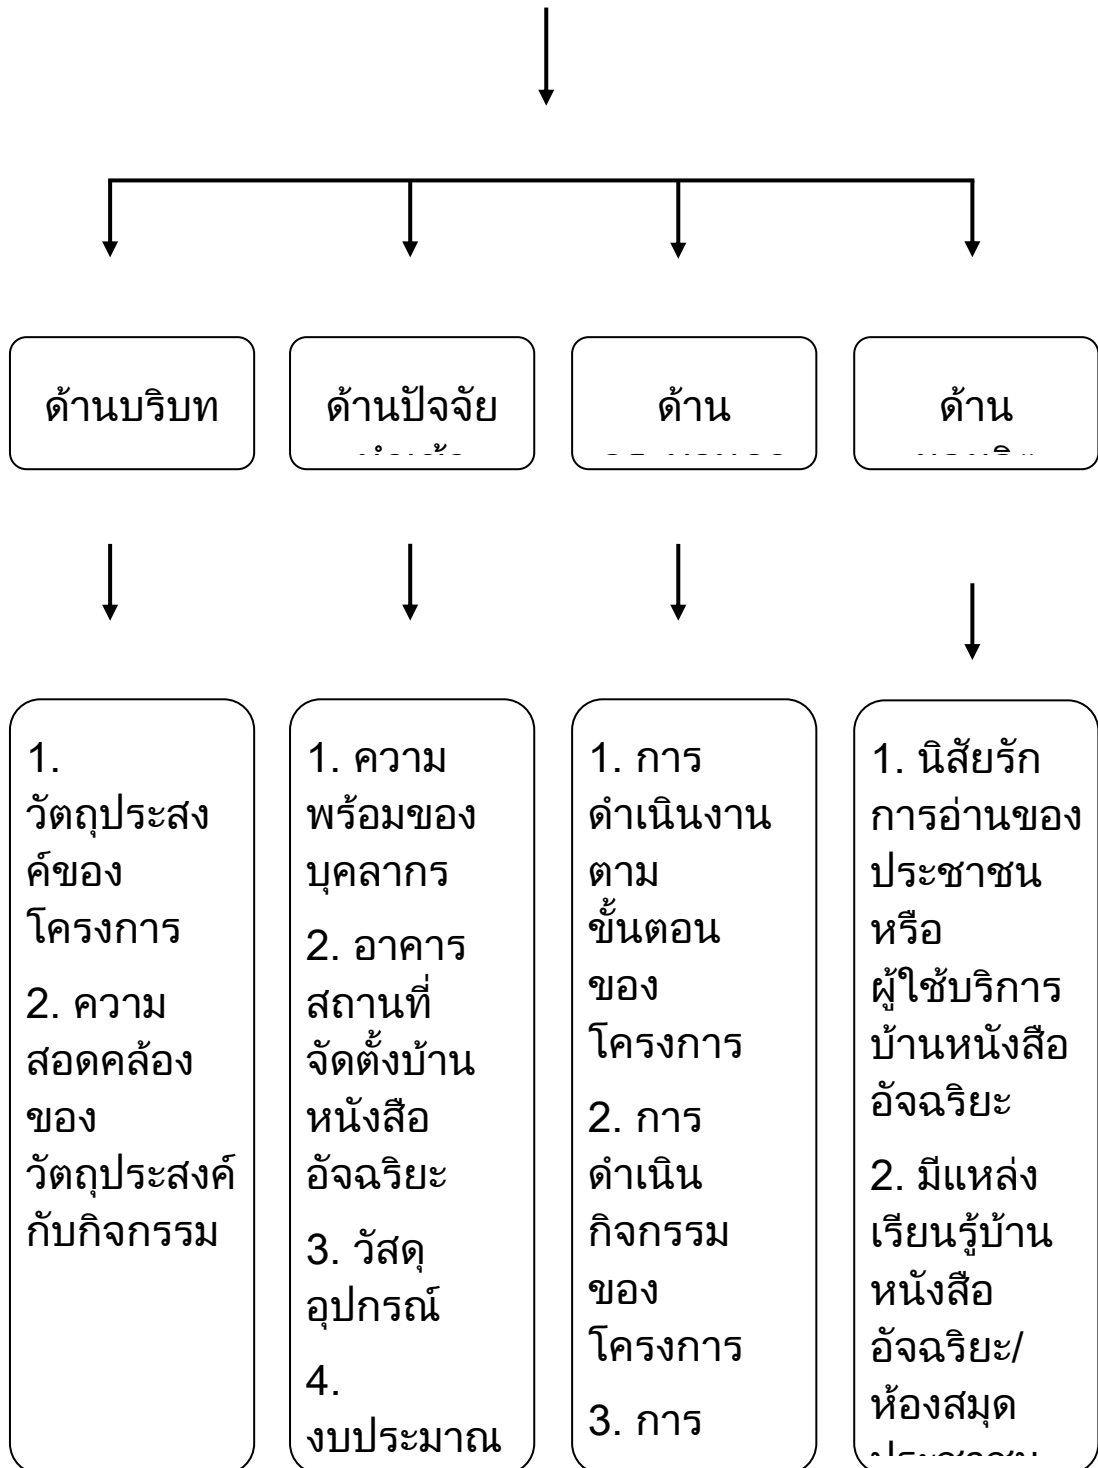 ด้านบริบท
ด้านปัจจัย
ด้าน
ด้าน
1.
วัตถุประสง
ค์ของ
โครงการ
2. ความ
สอดคล้อง
ของ
วัตถุประสงค์
กับกิจกรรม
1. ความ
พร้อมของ
บุคลากร
2. อาคาร
สถานที่
จัดตั้งบ้าน
หนังสือ
อัจฉริยะ
3. วัสดุ
อุปกรณ์
4.
งบประมาณ
1. การ
ดำเนินงาน
ตาม
ขั้นตอน
ของ
โครงการ
2. การ
ดำเนิน
กิจกรรม
ของ
โครงการ
3. การ
1. นิสัยรัก
การอ่านของ
ประชาชน
หรือ
ผู้ใช้บริการ
บ้านหนังสือ
อัจฉริยะ
2. มีแหล่ง
เรียนรู้บ้าน
หนังสือ
อัจฉริยะ/
ห้องสมุด